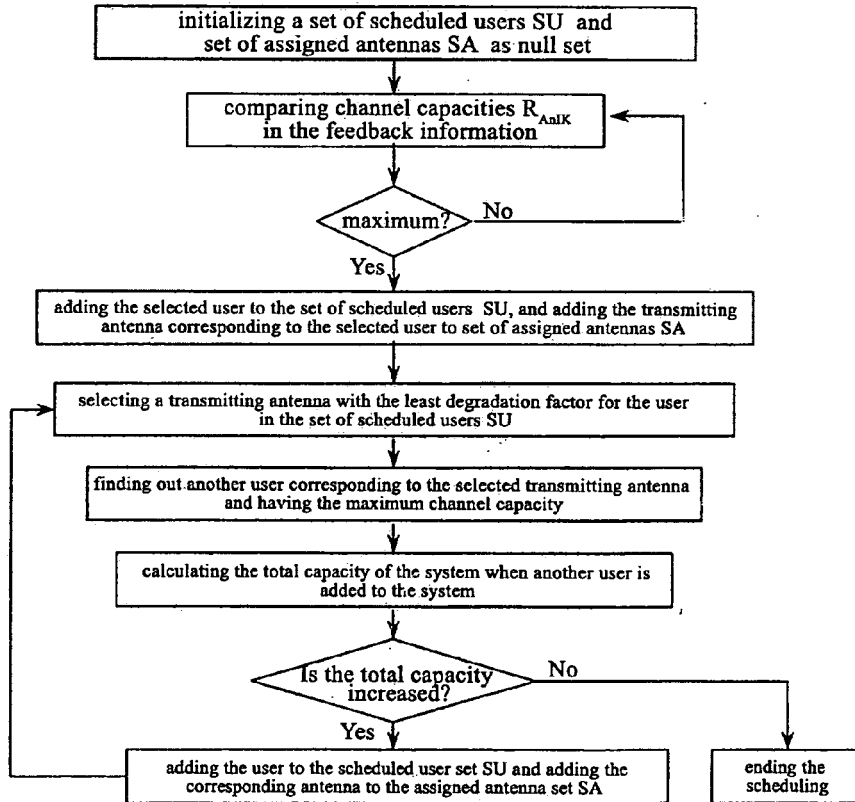 initializing a set of scheduled users SU and
set of assigned antennas SA as null set
comparing channel capacities R_AnIK
in the feedback information
maximum?
No
Yes
adding the selected user to the set of scheduled users SU, and adding the transmitting
antenna corresponding to the selected user to set of assigned antennas SA
selecting a transmitting antenna with the least degradation factor for the user
in the set of scheduled users SU
finding out another user corresponding to the selected transmitting antenna
and having the maximum channel capacity
calculating the total capacity of the system when another user is
added to the system
Is the total capacity
increased?
No
Yes
adding the user to the scheduled user set SU and adding the
corresponding antenna to the assigned antenna set SA
ending the
scheduling